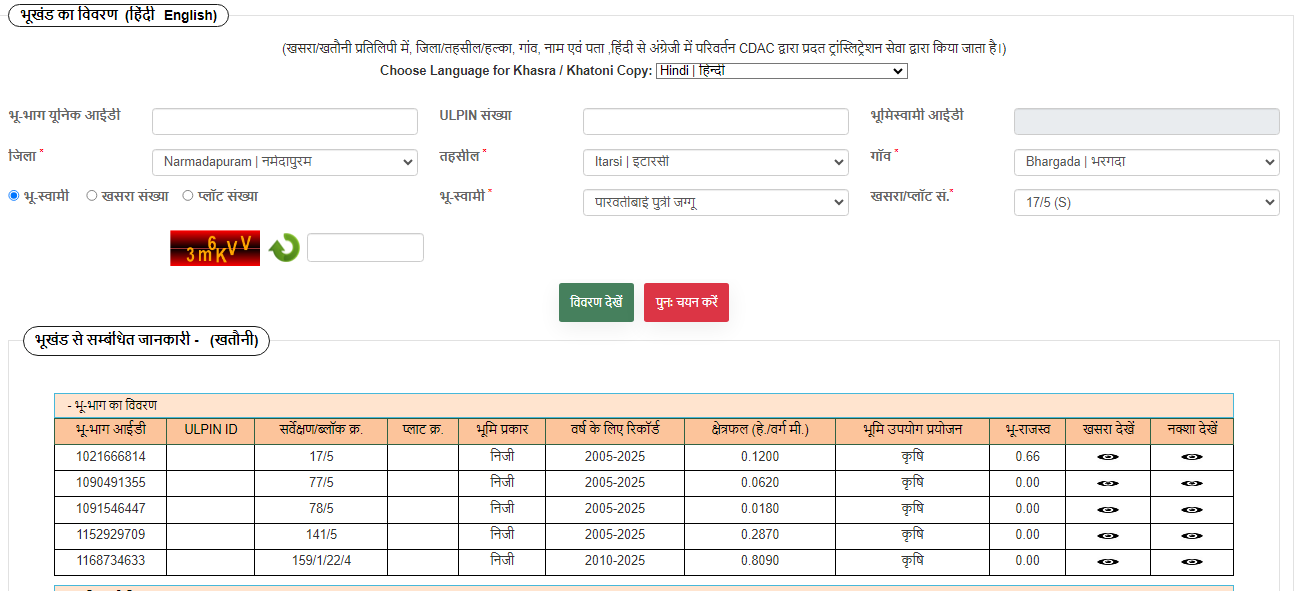 भूखंड का विवरण (हिंदी English)
(खसरा/खतौनी प्रतिलिपी में, जिला/तहसील/हल्का, गांव, नाम एवं पता ,हिंदी से अंग्रेजी में परिवर्तन CDAC द्वारा प्रदत ट्रांस्लिट्रेशन सेवा द्वारा किया जाता है।)
Choose Language for Khasra / Khatoni Copy: Hindi | हिन्दी
भू-भाग यूनिक आईडी ULPIN संख्या भूमिस्वामी आईडी
जिला * Narmadapuram | नर्मदापुरम तहसील * Itarsi | इटारसी गाँव * Bhargada | भरगदा
भू-स्वामी खसरा संख्या प्लॉट संख्या भू-स्वामी * पारवतीबाई पुत्री जग्गू खसरा/प्लॉट सं.* 17/5 (S)
3m6KVV
विवरण देखें पुनः चयन करें
भूखंड से सम्बंधित जानकारी - (खतौनी)
- भू-भाग का विवरण
भू-भाग आईडी ULPIN ID सर्वेक्षण/ब्लॉक क्र. प्लाट क्र. भूमि प्रकार वर्ष के लिए रिकॉर्ड क्षेत्रफल (हे./वर्ग मी.) भूमि उपयोग प्रयोजन भू-राजस्व खसरा देखें नक्शा देखें
1021666814 17/5 निजी 2005-2025 0.1200 कृषि 0.66
1090491355 77/5 निजी 2005-2025 0.0620 कृषि 0.00
1091546447 78/5 निजी 2005-2025 0.0180 कृषि 0.00
1152929709 141/5 निजी 2005-2025 0.2870 कृषि 0.00
1168734633 159/1/22/4 निजी 2010-2025 0.8090 कृषि 0.00